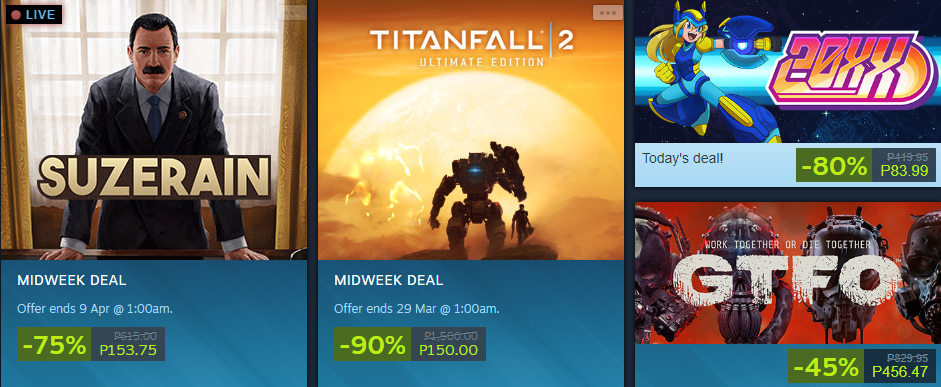 LIVE
SUZERAIN
MIDWEEK DEAL
Offer ends 9 Apr @ 1:00am.
-75%
P615.00
P153.75
TITANFALL 2
ULTIMATE EDITION
MIDWEEK DEAL
Offer ends 29 Mar @ 1:00am.
-90%
P1,500.00
P150.00
20XX
Today's deal!
-80%
P419.95
P83.99
WORK TOGETHER OR DIE TOGETHER
GTFO
-45%
P829.95
P456.47